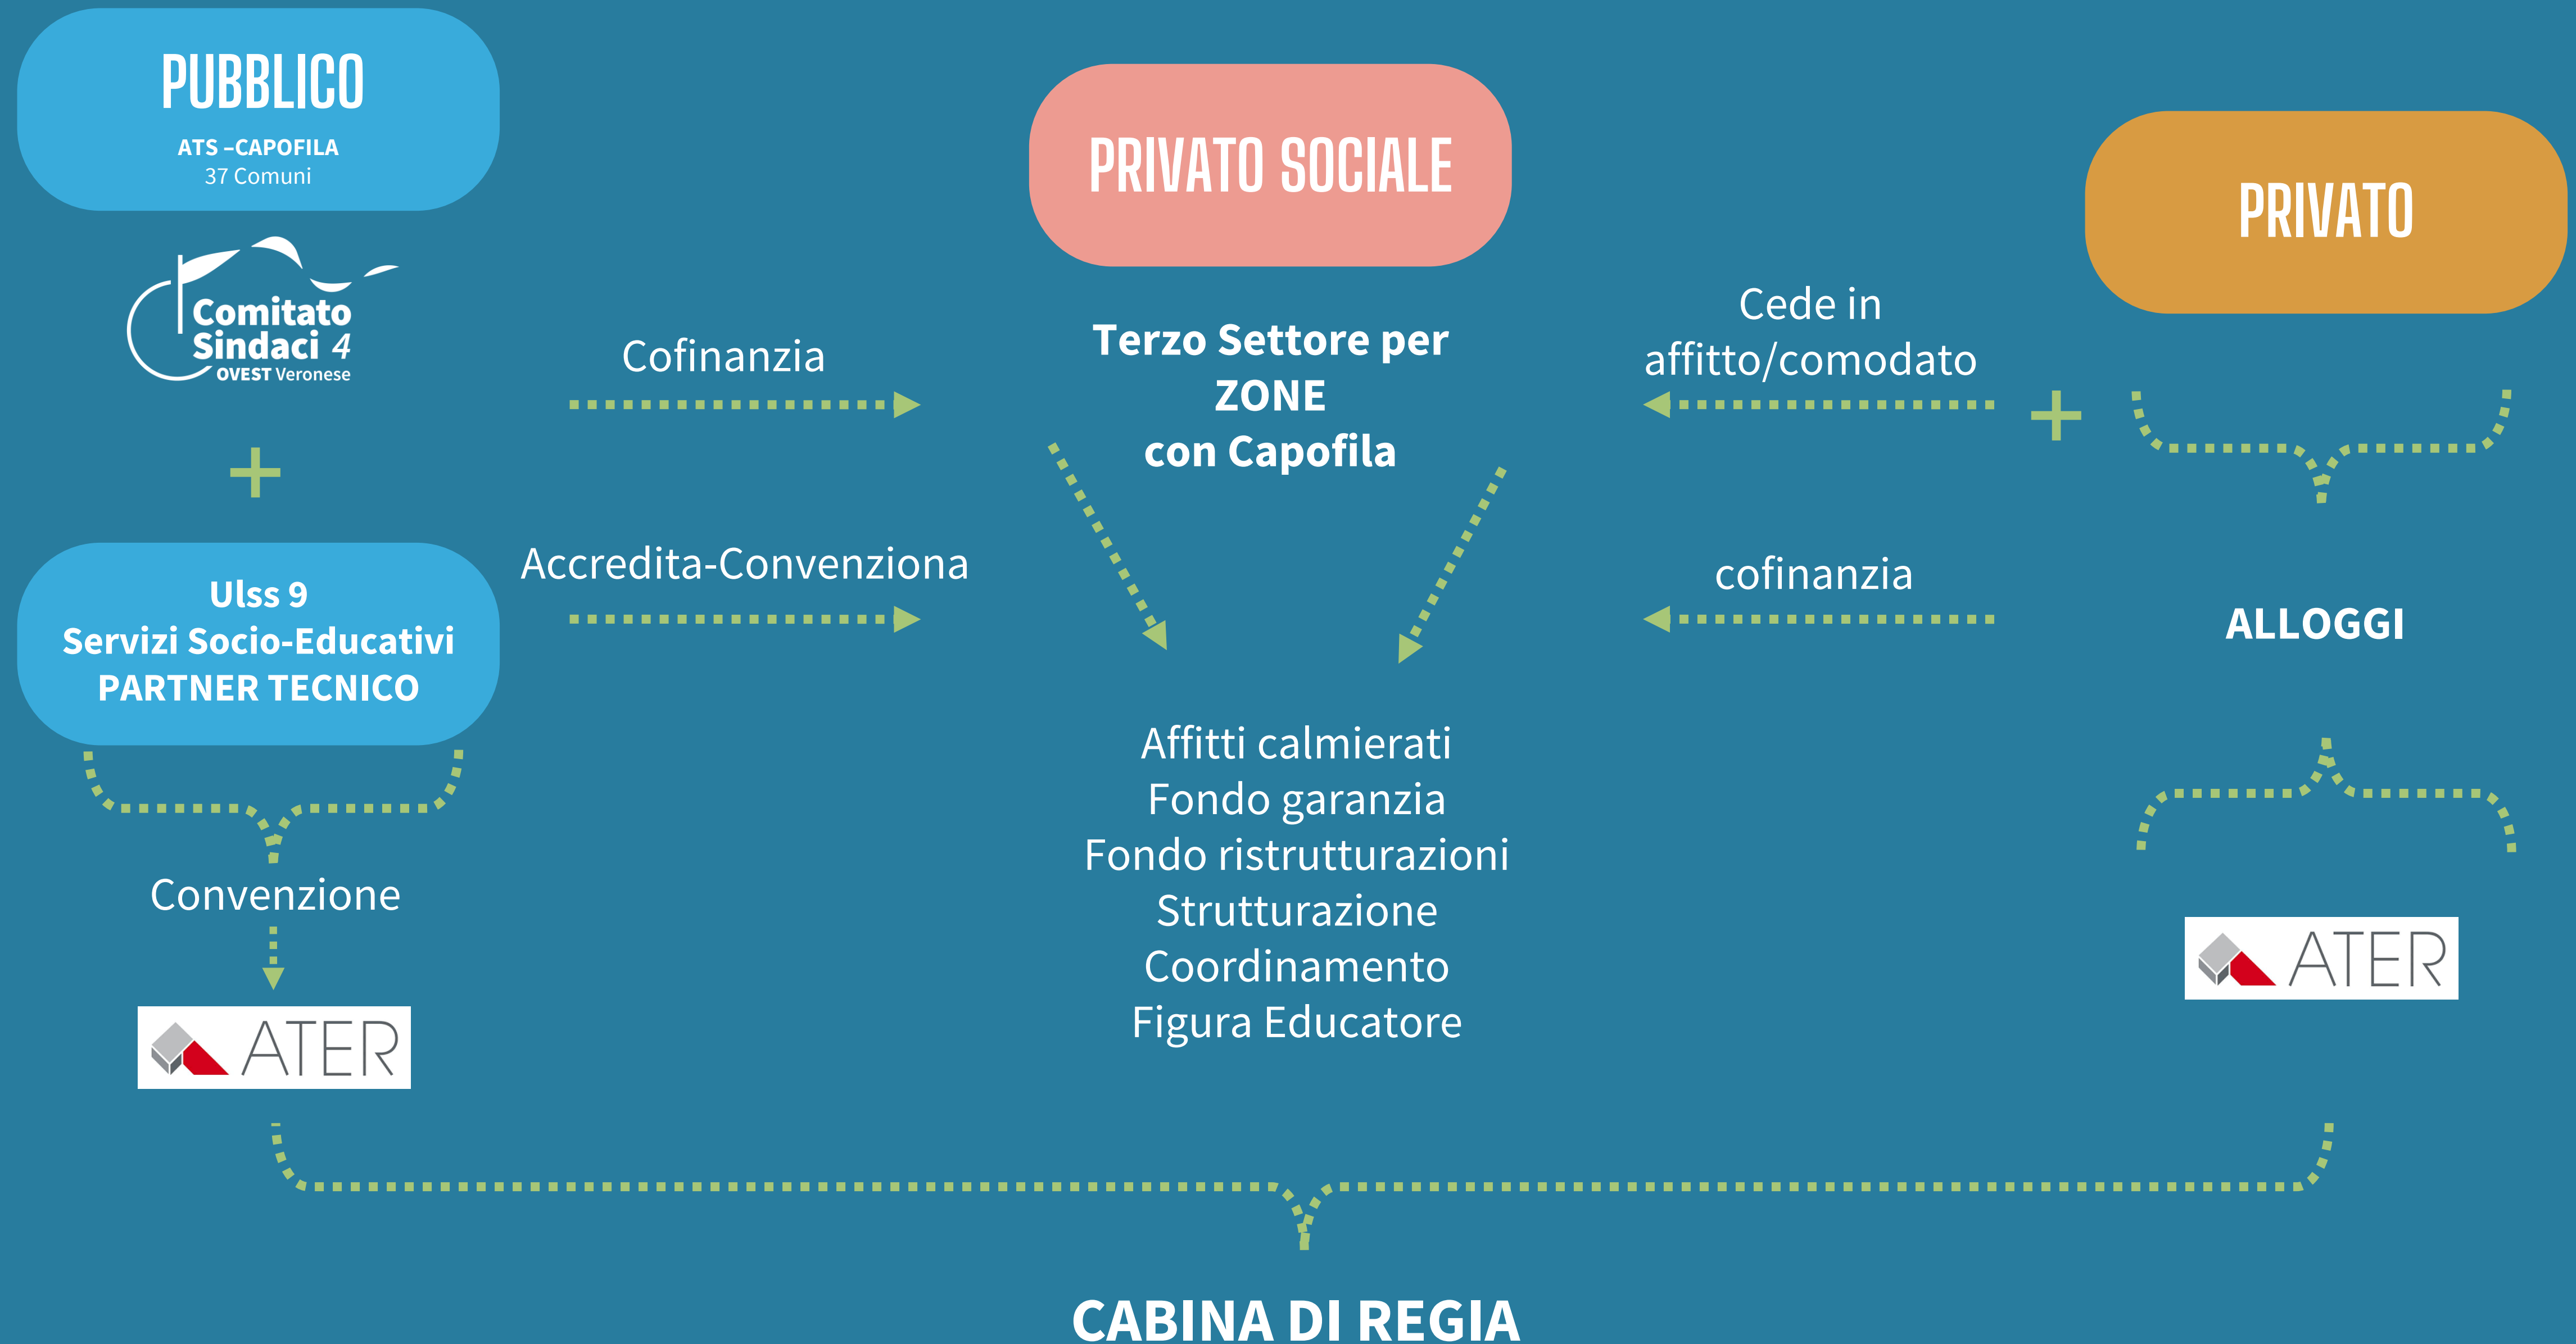 PUBBLICO
ATS –CAPOFILA
37 Comuni
Comitato
Sindaci 4
OVEST Veronese
+
Ulss 9
Servizi Socio-Educativi
PARTNER TECNICO
Convenzione
ATER
Cofinanzia
Accredita-Convenziona
PRIVATO SOCIALE
Terzo Settore per
ZONE
con Capofila
Affitti calmierati
Fondo garanzia
Fondo ristrutturazioni
Strutturazione
Coordinamento
Figura Educatore
Cede in
affitto/comodato
+
cofinanzia
PRIVATO
ALLOGGI
ATER
CABINA DI REGIA